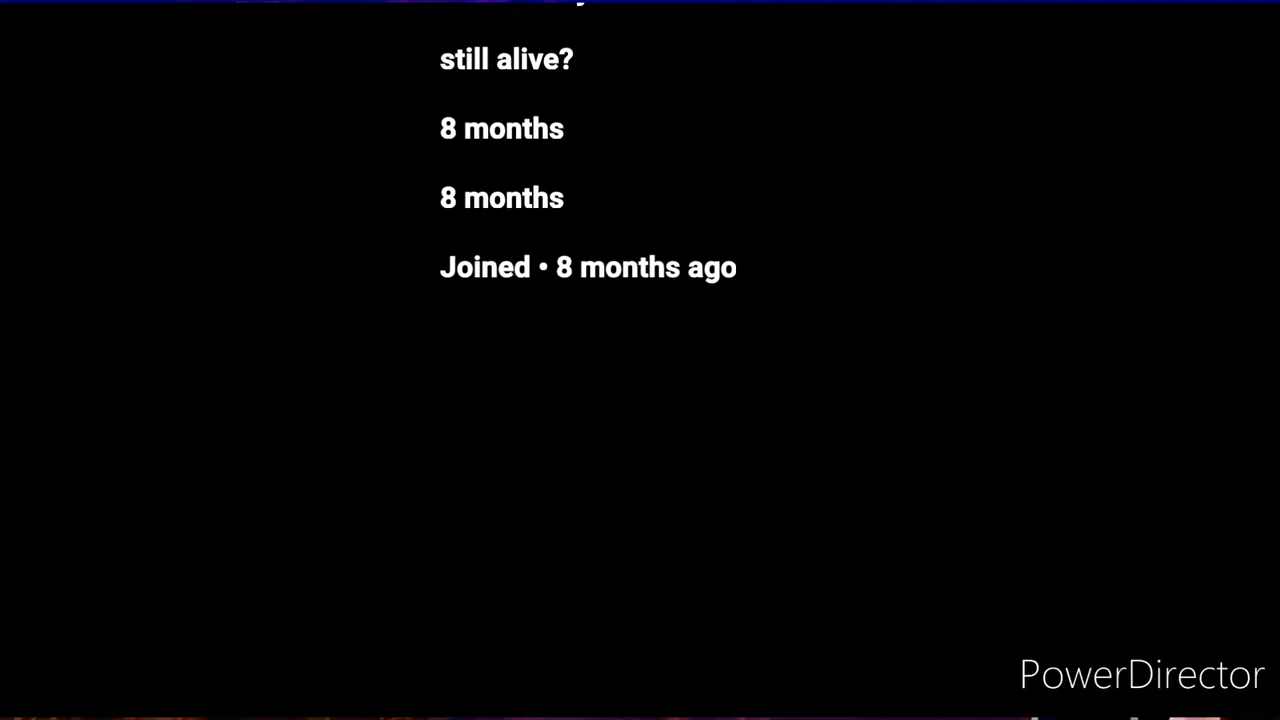 still alive?
8 months
8 months
Joined • 8 months ago
PowerDirector